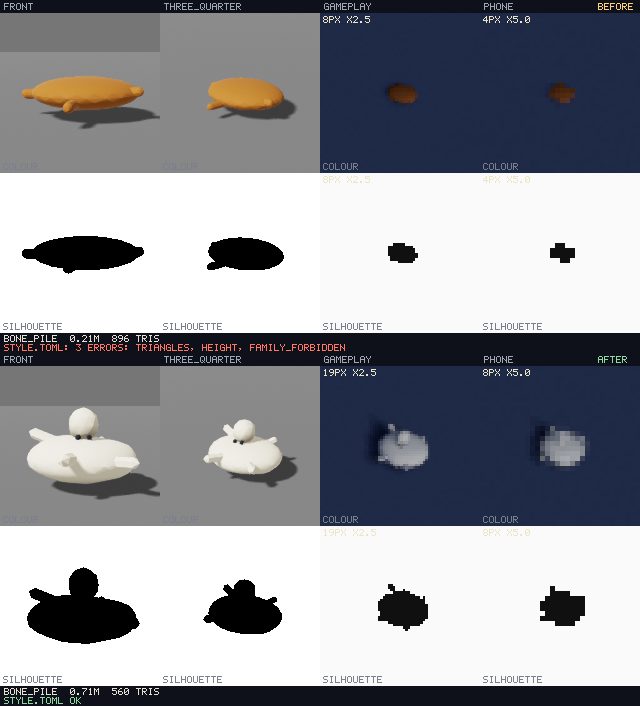 FRONT THREE_QUARTER GAMEPLAY PHONE BEFORE
8PX X2.5 4PX X5.0
COLOUR COLOUR COLOUR COLOUR
8PX X2.5 4PX X5.0
SILHOUETTE SILHOUETTE SILHOUETTE SILHOUETTE
BONE_PILE 0.21M 896 TRIS
STYLE.TOML: 3 ERRORS: TRIANGLES, HEIGHT, FAMILY_FORBIDDEN
FRONT THREE_QUARTER GAMEPLAY PHONE AFTER
19PX X2.5 8PX X5.0
COLOUR COLOUR COLOUR COLOUR
19PX X2.5 8PX X5.0
SILHOUETTE SILHOUETTE SILHOUETTE SILHOUETTE
BONE_PILE 0.71M 560 TRIS
STYLE.TOML OK